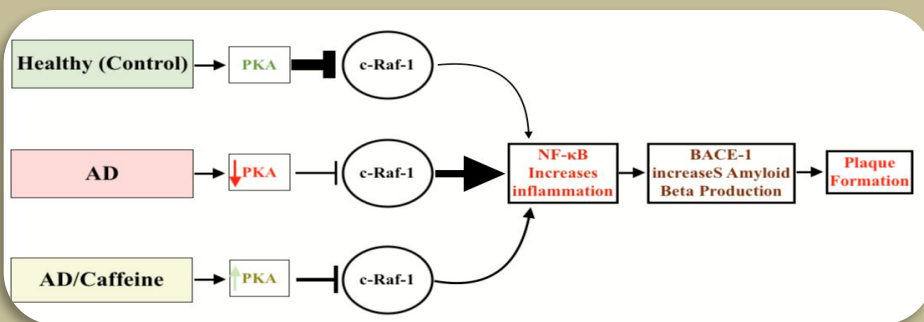 Healthy (Control)
PKA
c-Raf-1
AD
PKA
c-Raf-1
NF-κB
Increases
inflammation
BACE-1
increaseS Amyloid
Beta Production
Plaque
Formation
AD/Caffeine
PKA
c-Raf-1